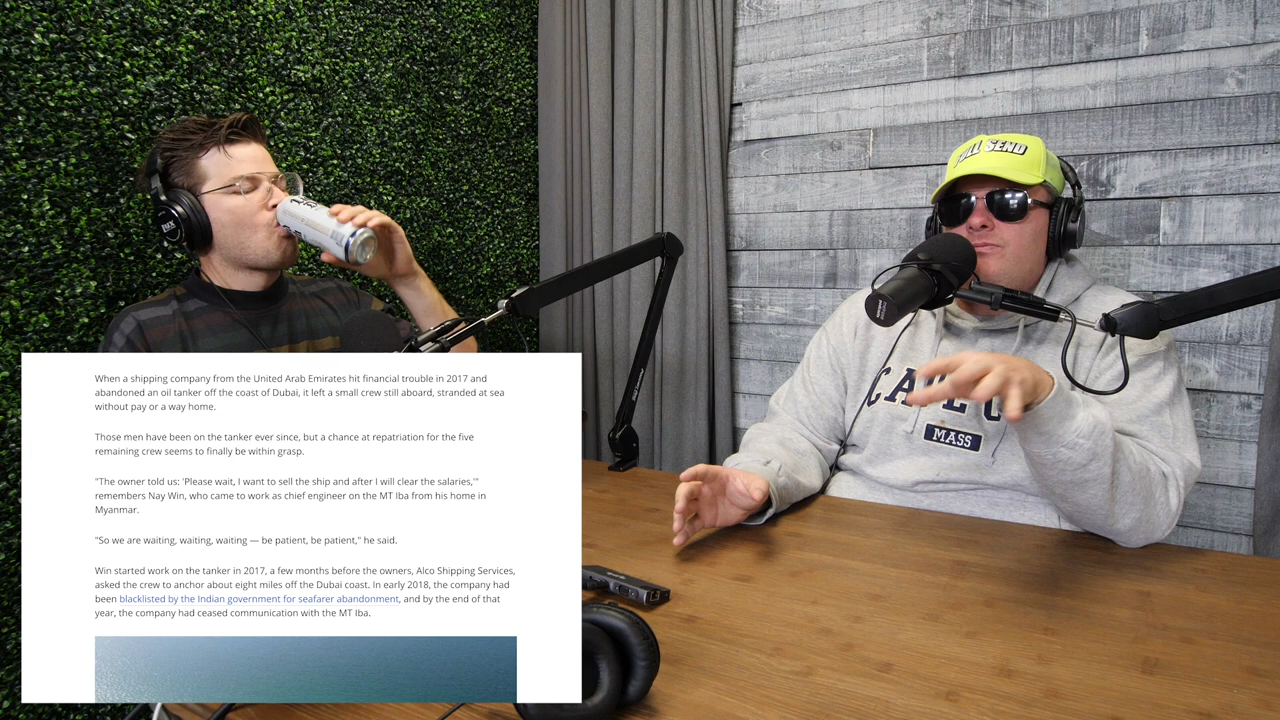 FULL SEND
CAPE C
MASS
When a shipping company from the United Arab Emirates hit financial trouble in 2017 and
abandoned an oil tanker off the coast of Dubai, it left a small crew still aboard, stranded at sea
without pay or a way home.
Those men have been on the tanker ever since, but a chance at repatriation for the five
remaining crew seems to finally be within grasp.
"The owner told us: 'Please wait, I want to sell the ship and after I will clear the salaries,'"
remembers Nay Win, who came to work as chief engineer on the MT Iba from his home in
Myanmar.
"So we are waiting, waiting, waiting — be patient, be patient," he said.
Win started work on the tanker in 2017, a few months before the owners, Alco Shipping Services,
asked the crew to anchor about eight miles off the Dubai coast. In early 2018, the company had
been blacklisted by the Indian government for seafarer abandonment, and by the end of that
year, the company had ceased communication with the MT Iba.